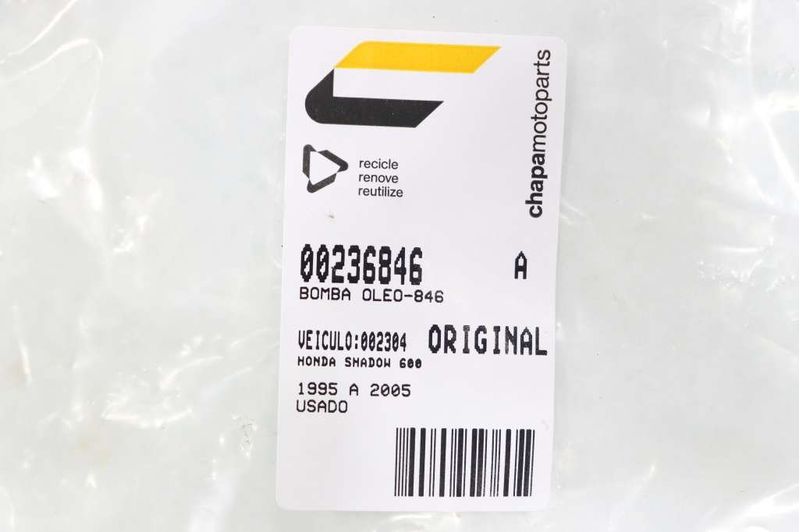 chapamotoparts
recicle
renove
reutilize
00236846 A
BOMBA OLEO-846
VEICULO:002304 ORIGINAL
HONDA SHADOW 600
1995 A 2005
USADO